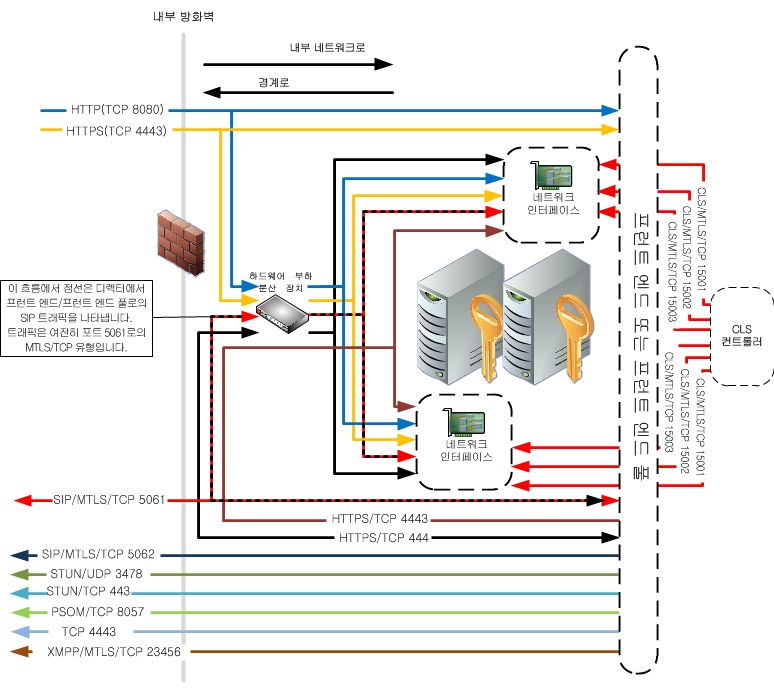 내부 방화벽
내부 네트워크로
경계로
HTTP(TCP 8080)
HTTPS(TCP 4443)
네트워크
인터페이스
하드웨어 부하
분산 장치
이 흐름에서 점선은 디렉터에서
프런트 엔드/프런트 엔드 풀로의
SIP 트래픽을 나타냅니다.
트래픽은 여전히 포트 5061로의
MTLS/TCP 유형입니다.
프런트 엔드 또는 프런트 엔드 풀
CLS/MTLS/TCP 15001
CLS/MTLS/TCP 15002
CLS/MTLS/TCP 15003
CLS
컨트롤러
CLS/MTLS/TCP 15003
CLS/MTLS/TCP 15002
CLS/MTLS/TCP 15001
네트워크
인터페이스
SIP/MTLS/TCP 5061
HTTPS/TCP 4443
HTTPS/TCP 444
SIP/MTLS/TCP 5062
STUN/UDP 3478
STUN/TCP 443
PSOM/TCP 8057
TCP 4443
XMPP/MTLS/TCP 23456